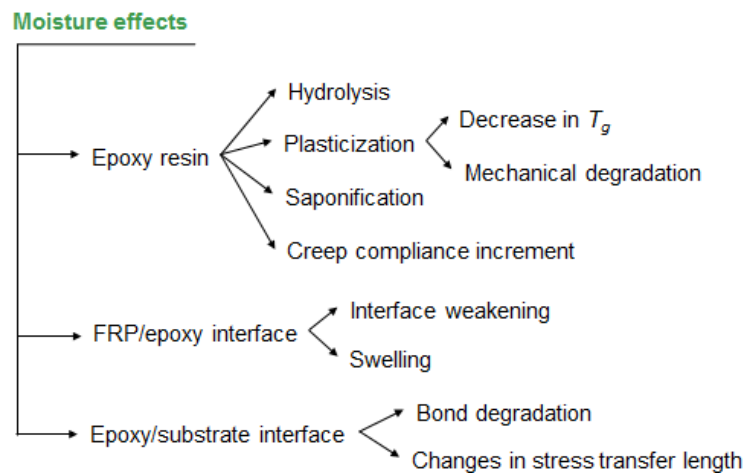 Moisture effects
Epoxy resin
Hydrolysis
Plasticization
Decrease in Tg
Mechanical degradation
Saponification
Creep compliance increment
FRP/epoxy interface
Interface weakening
Swelling
Epoxy/substrate interface
Bond degradation
Changes in stress transfer length